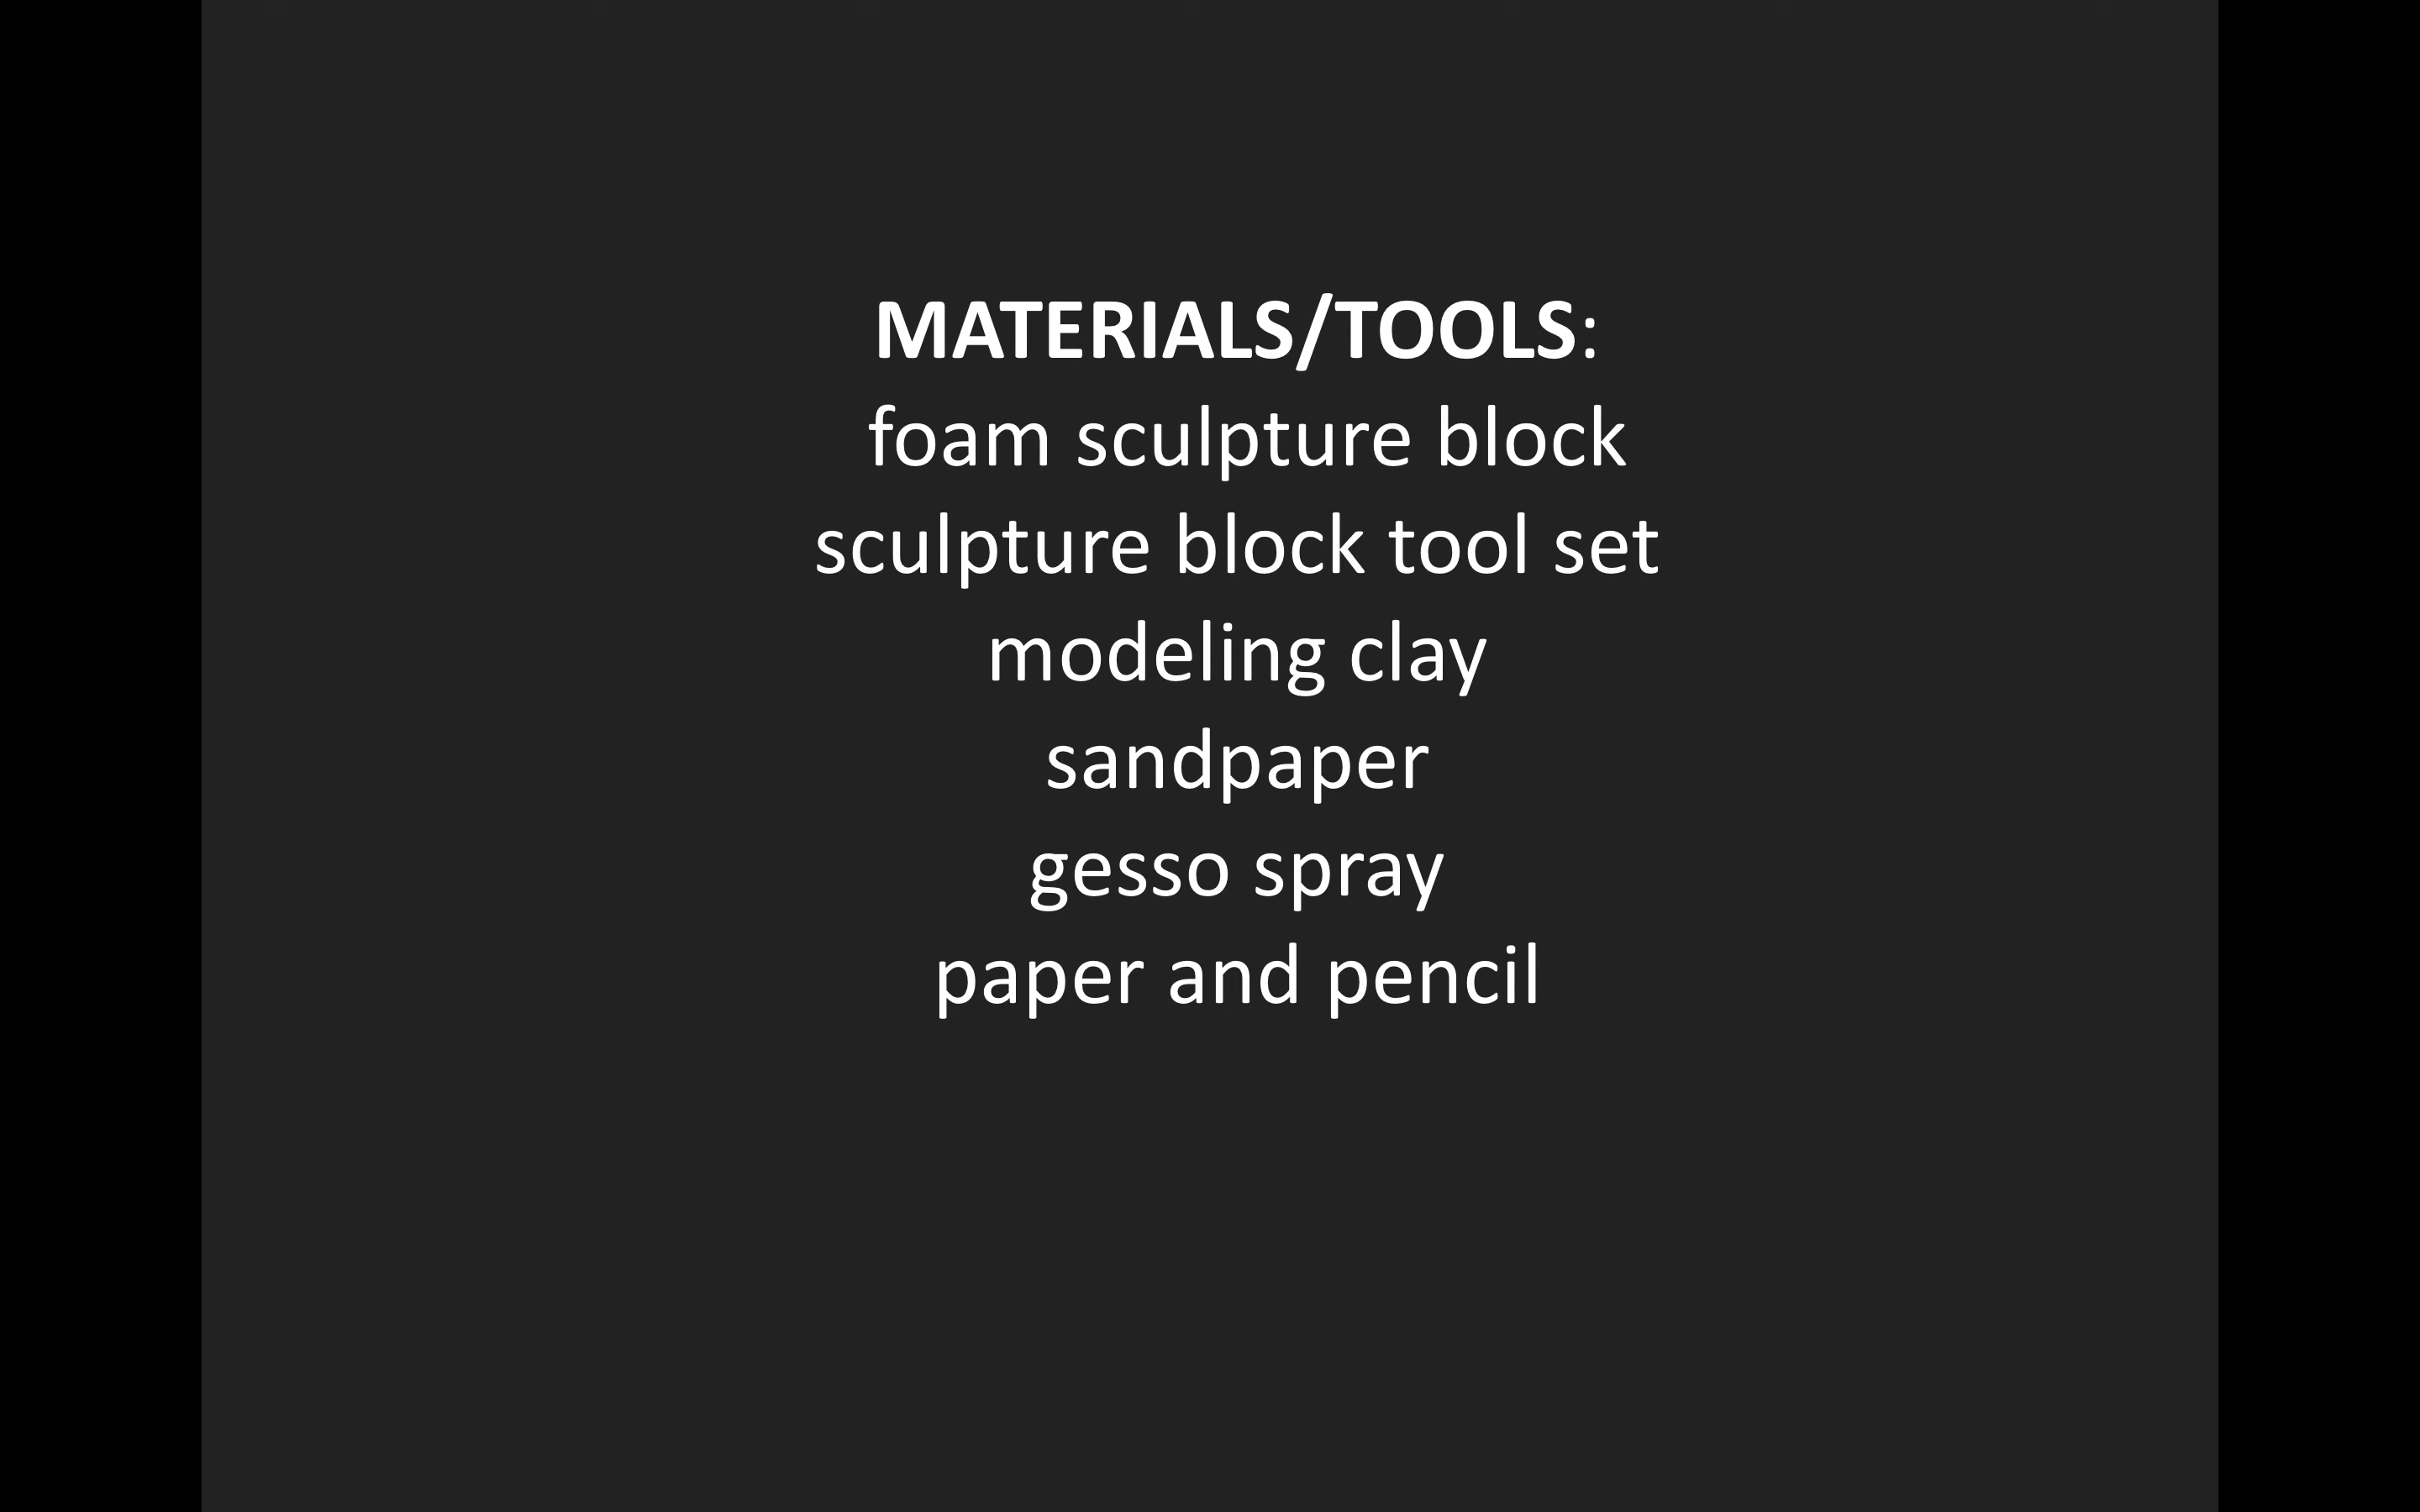 MATERIALS/TOOLS:
foam sculpture block
sculpture block tool set
modeling clay
sandpaper
gesso spray
paper and pencil